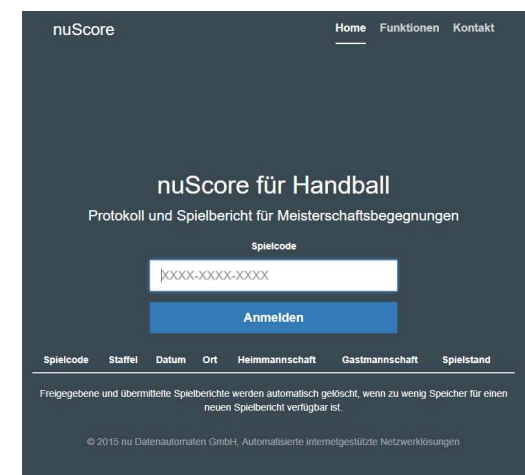 nuScore Home Funktionen Kontakt
nuScore für Handball
Protokoll und Spielbericht für Meisterschaftsbegegnungen
Spielcode
XXXX-XXXX-XXXX
Anmelden
Spielcode Staffel Datum Ort Heimmannschaft Gastmannschaft Spielstand
Freigegebene und übermittelte Spielberichte werden automatisch gelöscht, wenn zu wenig Speicher für einen
neuen Spielbericht verfügbar ist.
© 2015 nu Datenautomaten GmbH, Automatisierte internetgestützte Netzwerklösungen